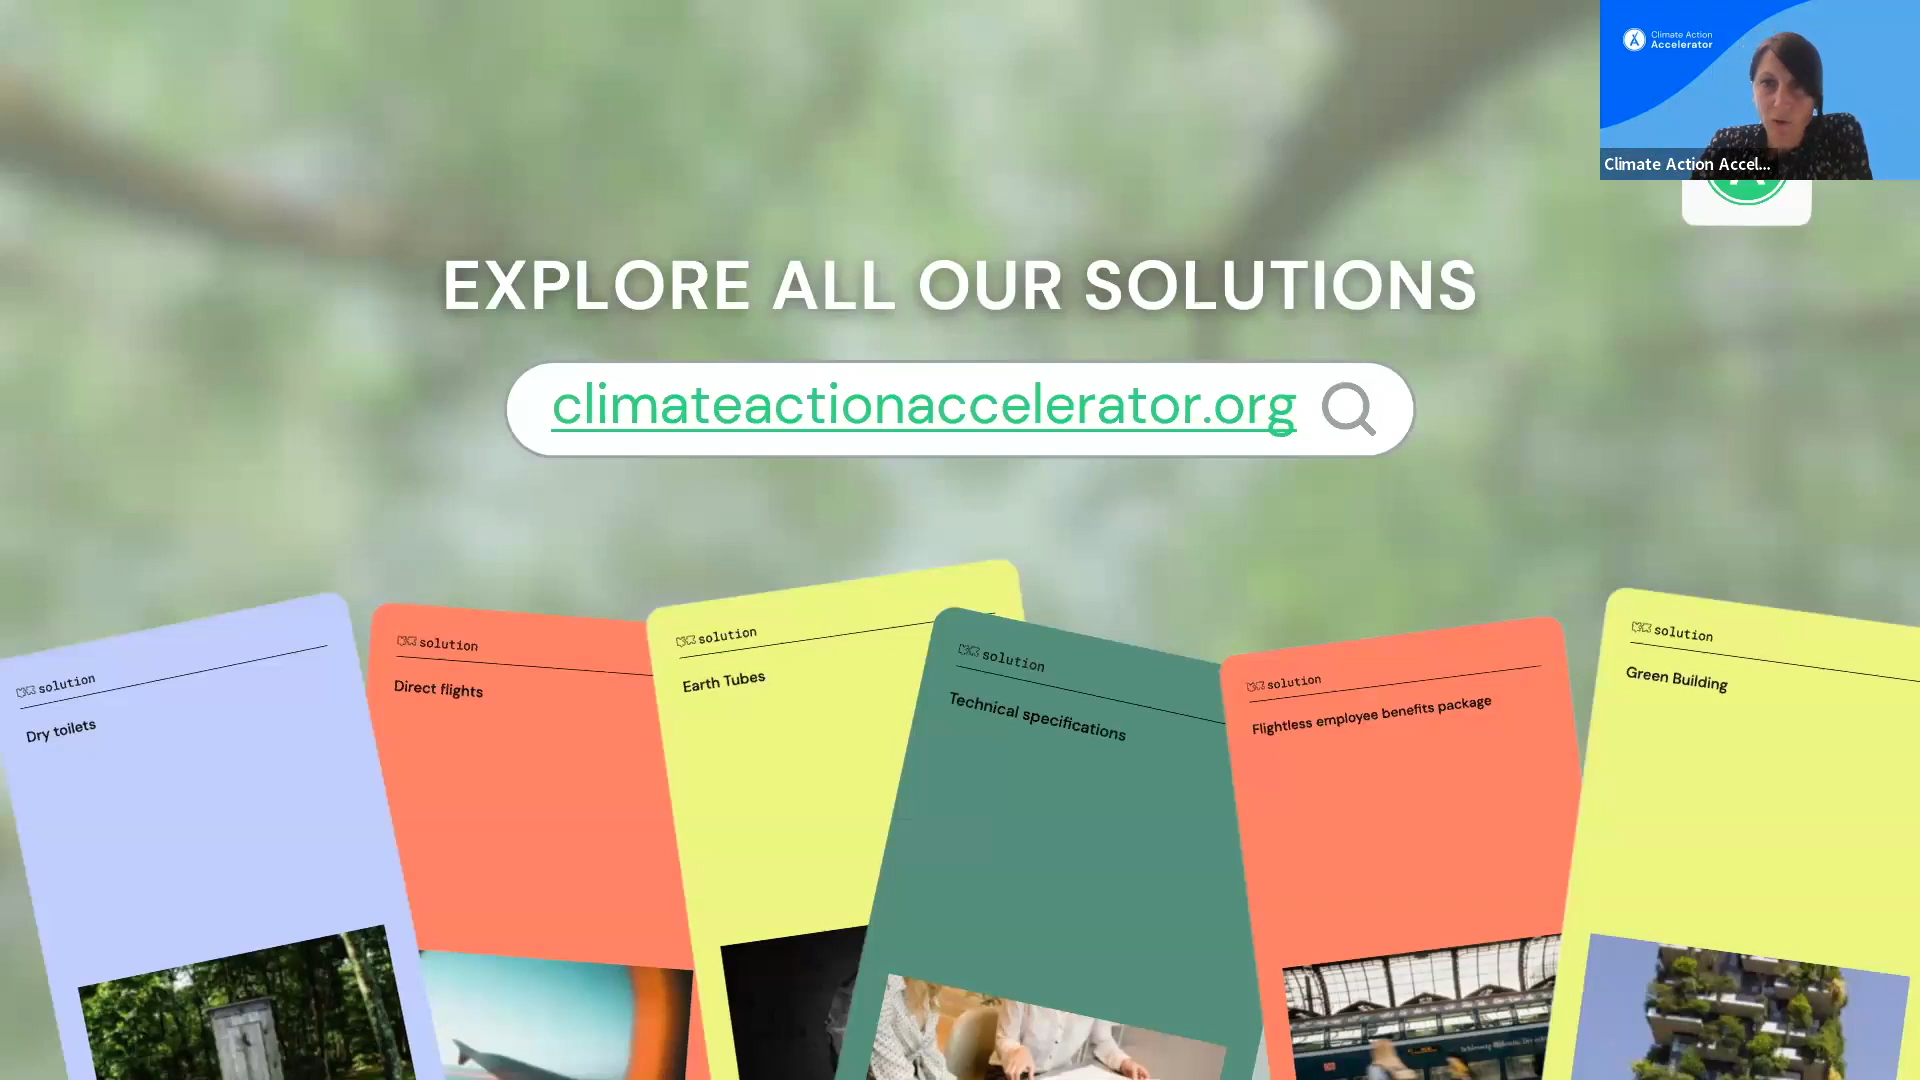 Climate Action
Accelerator
Climate Action Accel...
EXPLORE ALL OUR SOLUTIONS
climateactionaccelerator.org
solution
Dry toilets
solution
Direct flights
solution
Earth Tubes
solution
Technical specifications
solution
Flightless employee benefits package
solution
Green Building